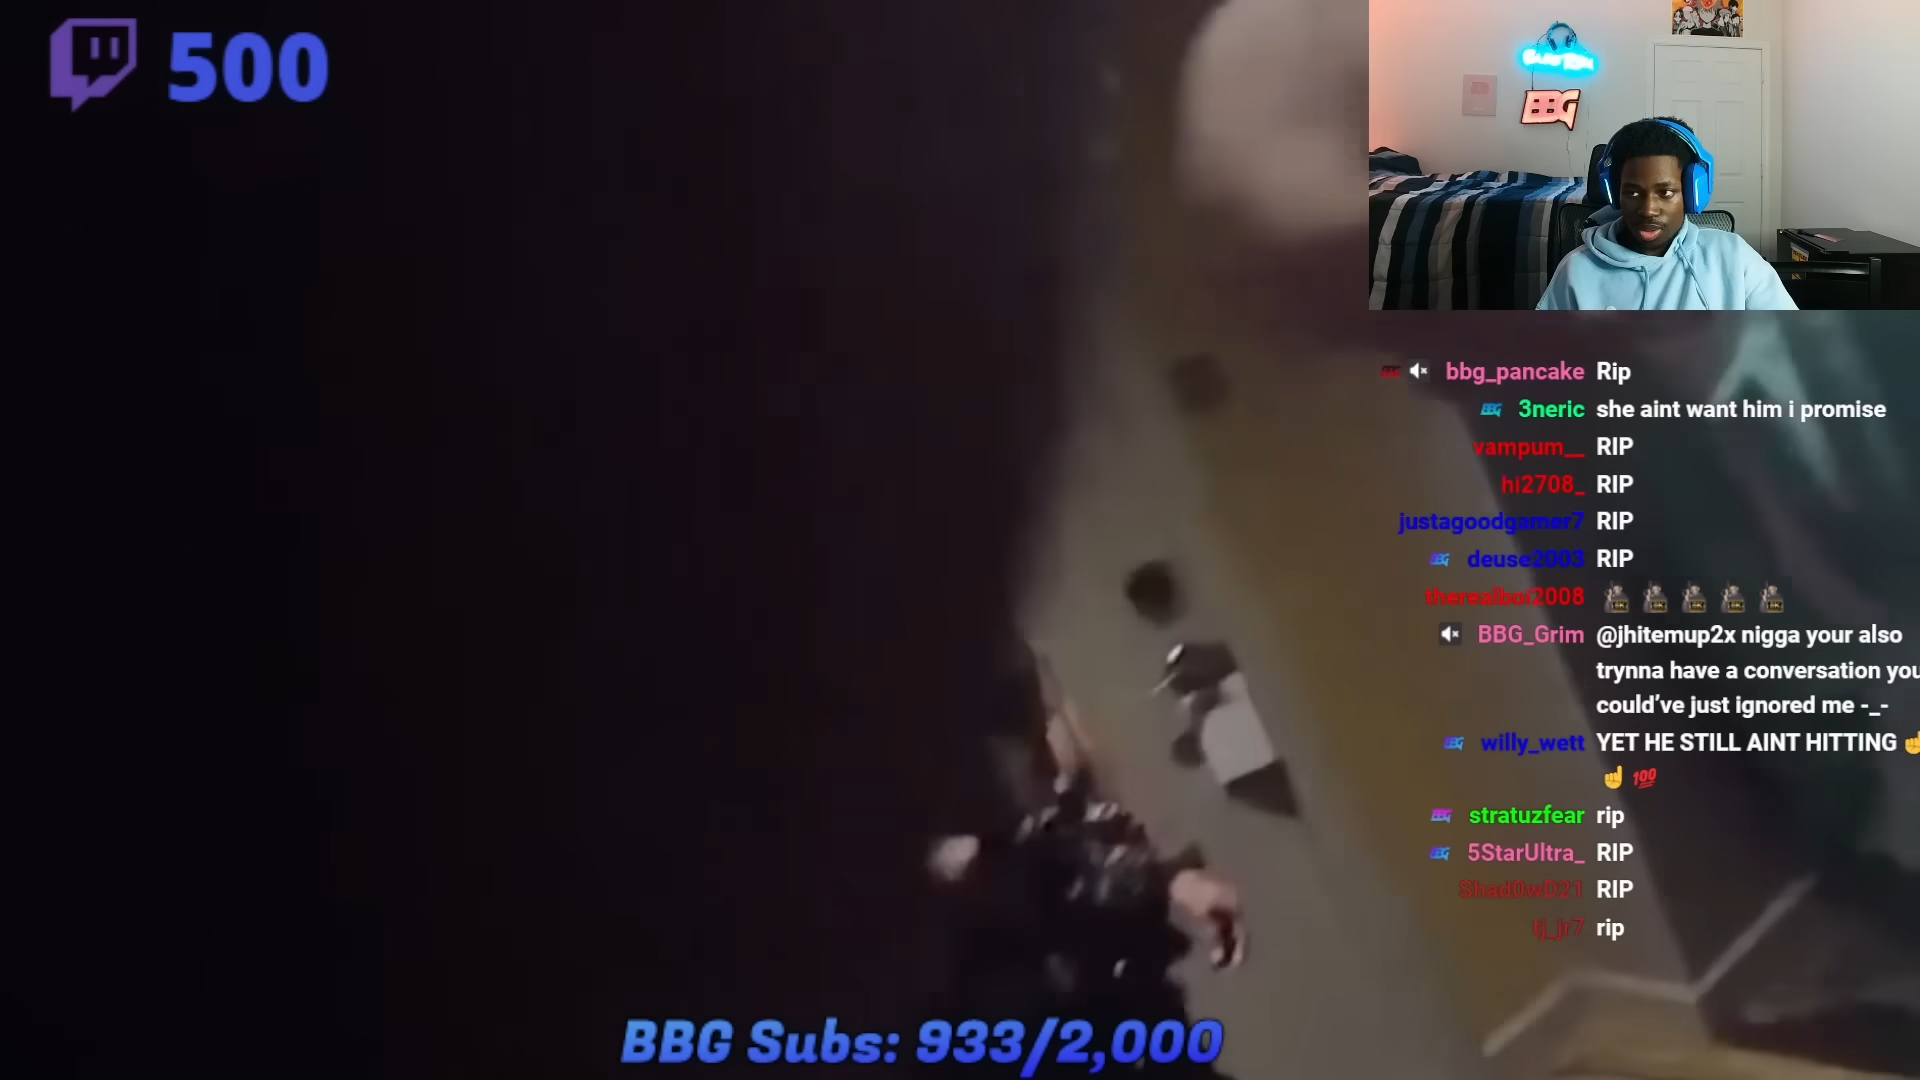 500
BBG
bbg_pancake Rip
3neric she aint want him i promise
vampum__ RIP
hi2708_ RIP
justagoodgamer7 RIP
deuse2003 RIP
therealboi2008
BBG_Grim @jhitemup2x nigga your also
trynna have a conversation you
could've just ignored me -_-
willy_wett YET HE STILL AINT HITTING ☝
☝ 💯
stratuzfear rip
5StarUltra_ RIP
Shad0wD21 RIP
tj_jr7 rip
BBG Subs: 933/2,000